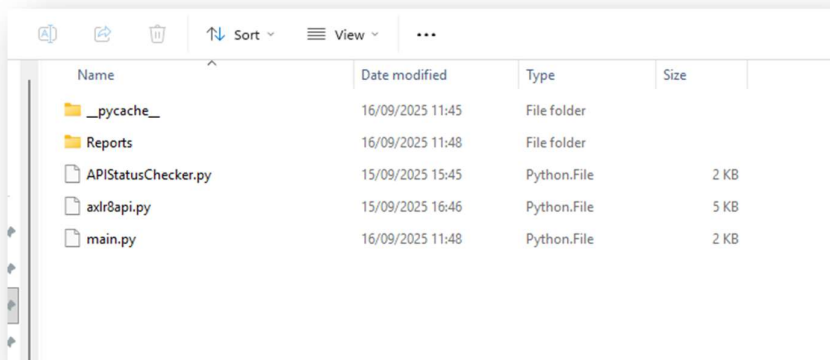 Sort View ...
Name Date modified Type Size
__pycache__ 16/09/2025 11:45 File folder
Reports 16/09/2025 11:48 File folder
APIStatusChecker.py 15/09/2025 15:45 Python.File 2 KB
axlr8api.py 15/09/2025 16:46 Python.File 5 KB
main.py 16/09/2025 11:48 Python.File 2 KB